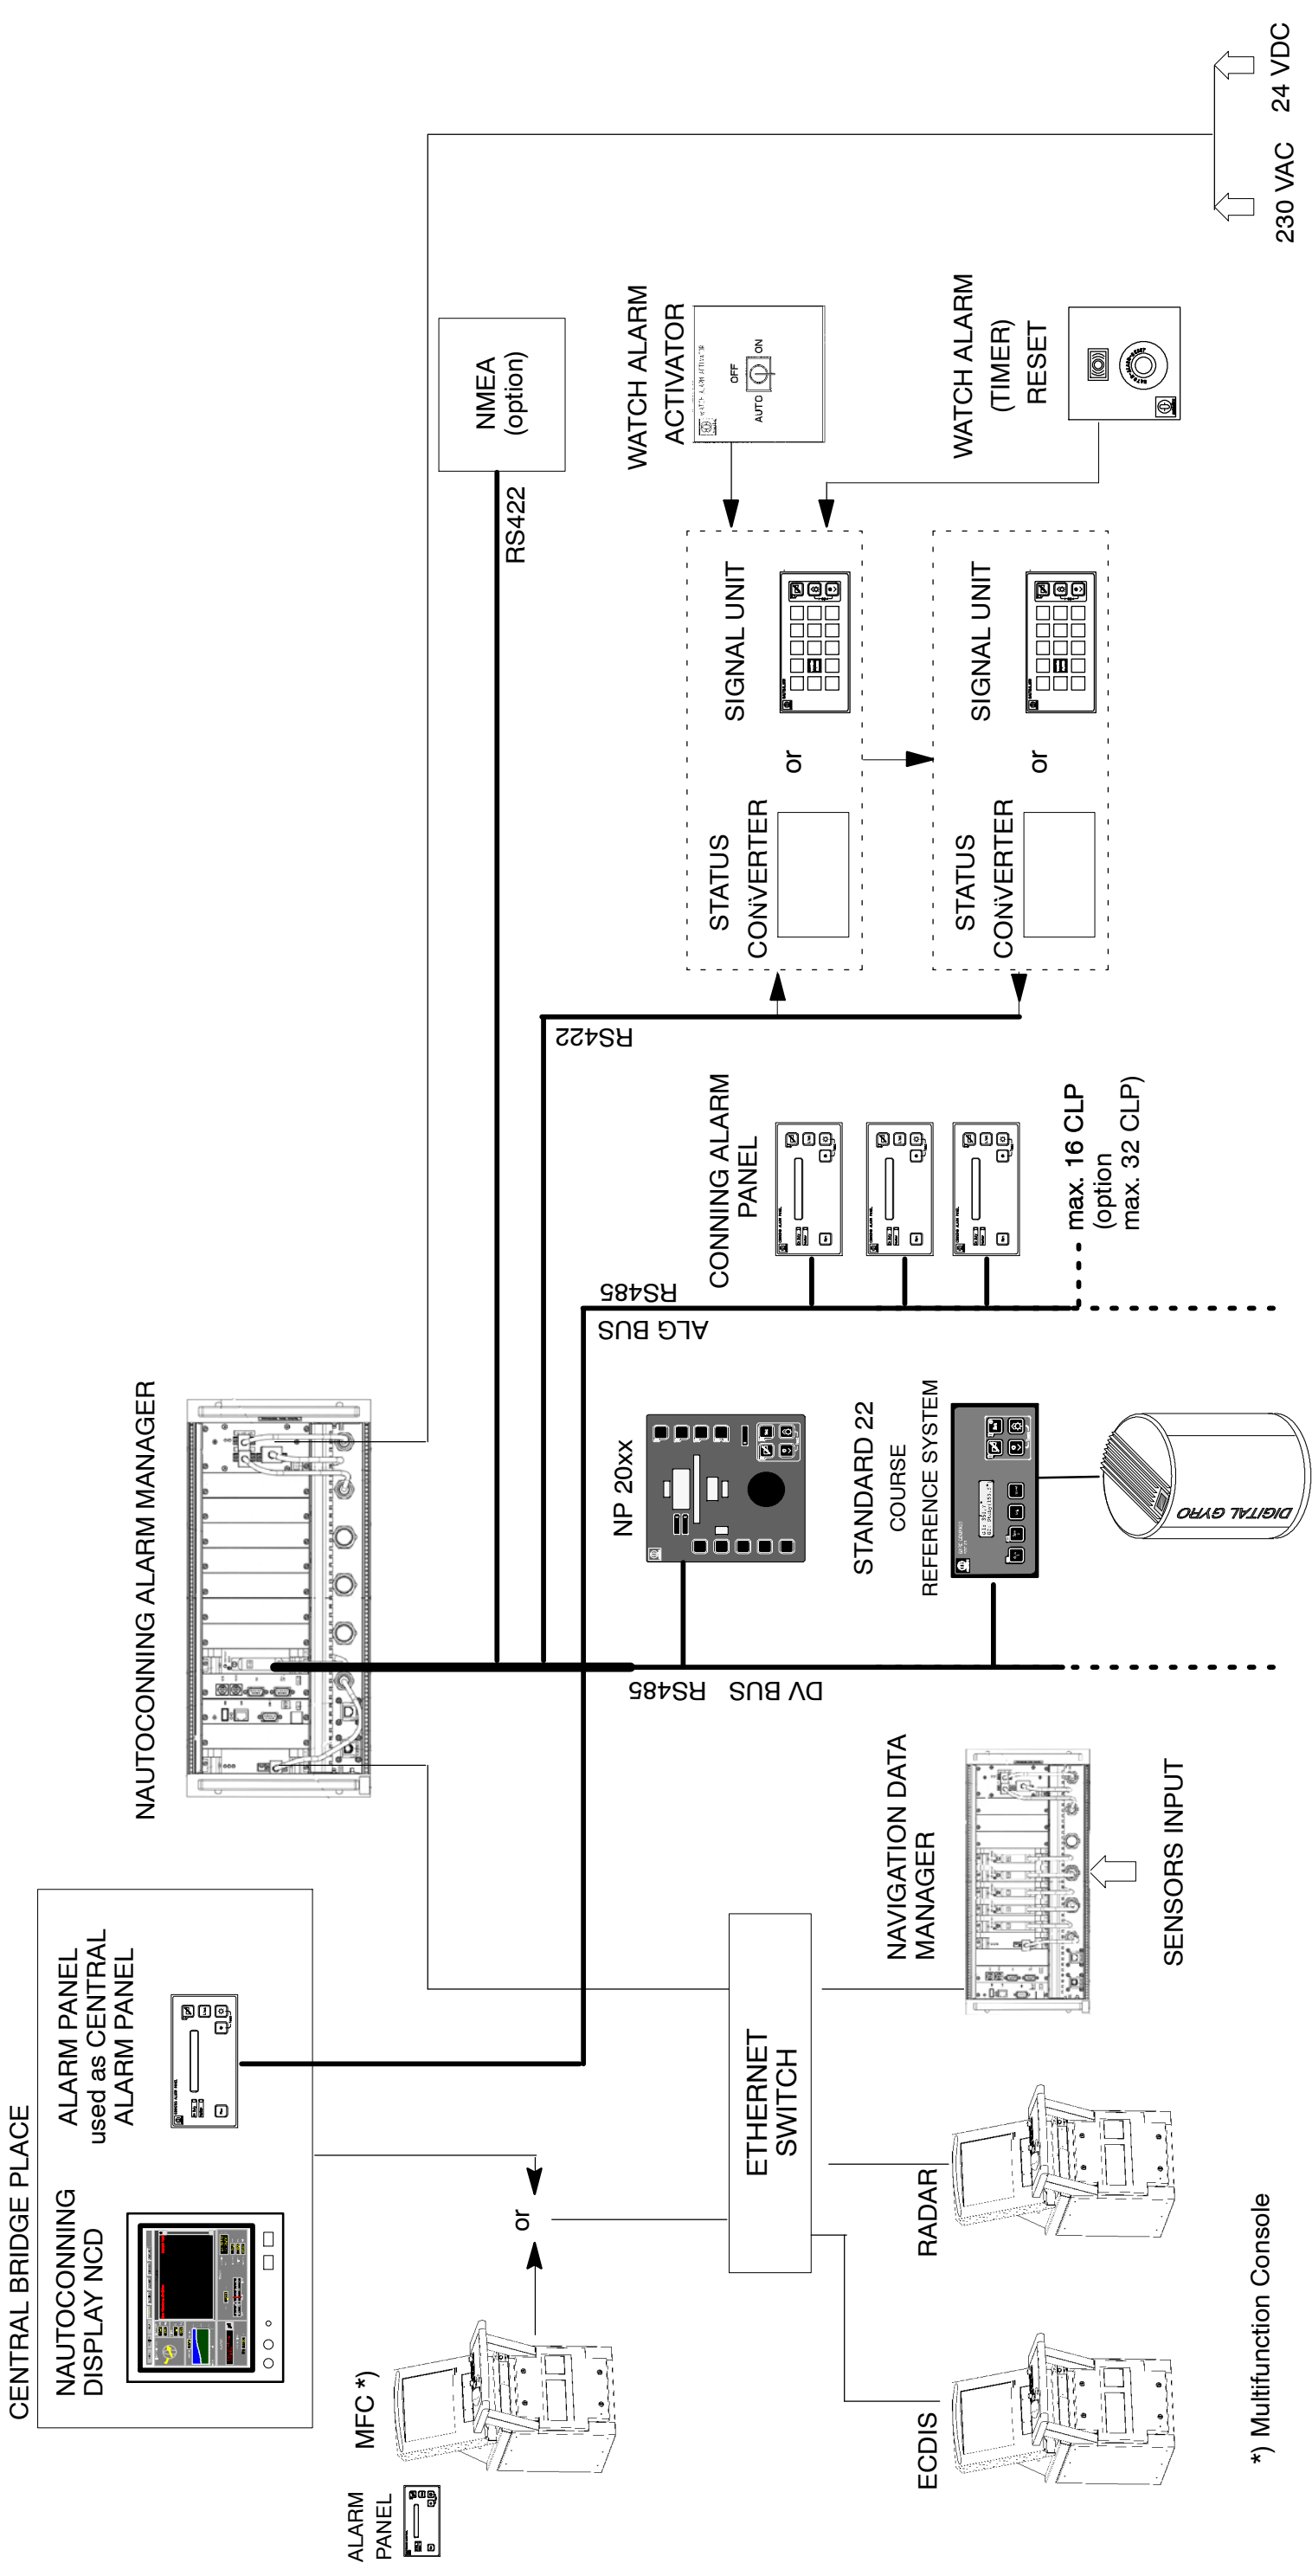 CENTRAL BRIDGE PLACE
NAUTOCONNING
DISPLAY NCD
ALARM PANEL
used as CENTRAL
ALARM PANEL
NAUTOCONNING ALARM MANAGER
ALARM
PANEL
MFC *)
or
ETHERNET
SWITCH
ECDIS
RADAR
NAVIGATION DATA
MANAGER
SENSORS INPUT
RS485 DV BUS
NP 20xx
STANDARD 22
COURSE
REFERENCE SYSTEM
DIGITAL GYRO
RS485
ALG BUS
CONNING ALARM
PANEL
max. 16 CLP
(option
max. 32 CLP)
RS422
STATUS
CONVERTER
or
SIGNAL UNIT
STATUS
CONVERTER
or
SIGNAL UNIT
RS422
NMEA
(option)
WATCH ALARM
ACTIVATOR
WATCH ALARM ACTIVATOR
AUTO
OFF
ON
WATCH ALARM
(TIMER)
RESET
230 VAC
24 VDC
*) Multifunction Console